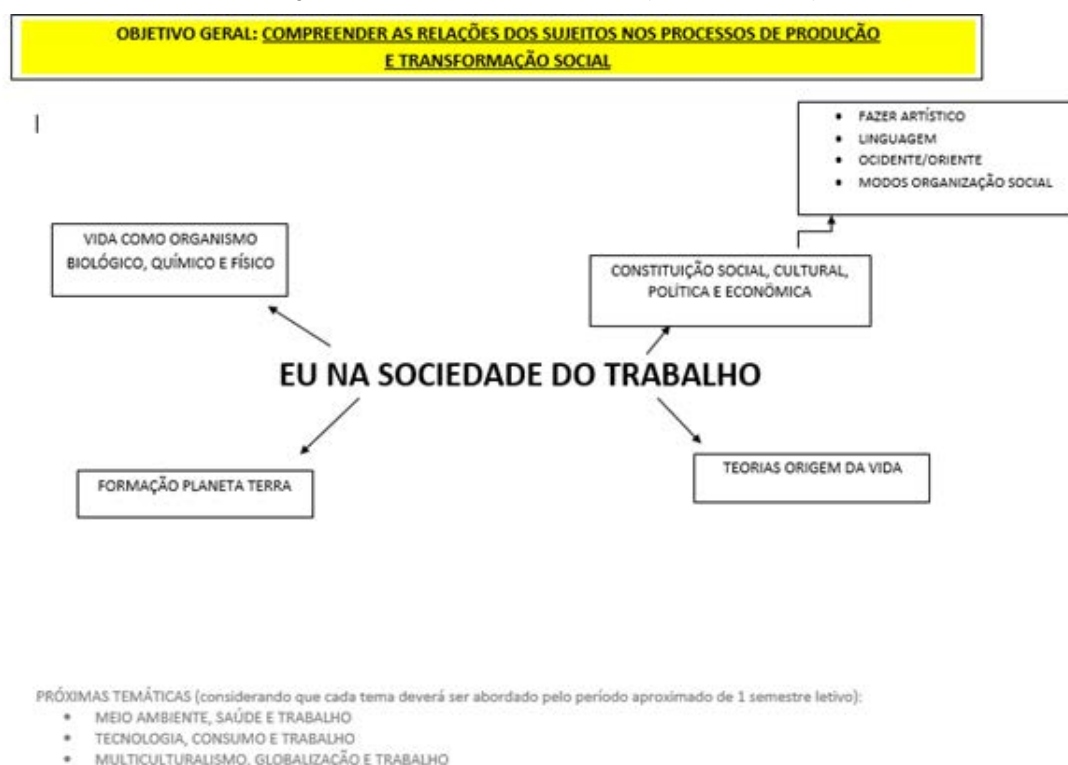 OBJETIVO GERAL: COMPREENDER AS RELAÇÕES DOS SUJEITOS NOS PROCESSOS DE PRODUÇÃO
E TRANSFORMAÇÃO SOCIAL
• FAZER ARTÍSTICO
• LINGUAGEM
• OCIDENTE/ORIENTE
• MODOS ORGANIZAÇÃO SOCIAL
VIDA COMO ORGANISMO
BIOLÓGICO, QUÍMICO E FÍSICO
CONSTITUIÇÃO SOCIAL, CULTURAL,
POLÍTICA E ECONÔMICA
EU NA SOCIEDADE DO TRABALHO
FORMAÇÃO PLANETA TERRA
TEORIAS ORIGEM DA VIDA
PRÓXIMAS TEMÁTICAS (considerando que cada tema deverá ser abordado pelo período aproximado de 1 semestre letivo):
• MEIO AMBIENTE, SAÚDE E TRABALHO
• TECNOLOGIA, CONSUMO E TRABALHO
• MULTICULTURALISMO, GLOBALIZAÇÃO E TRABALHO